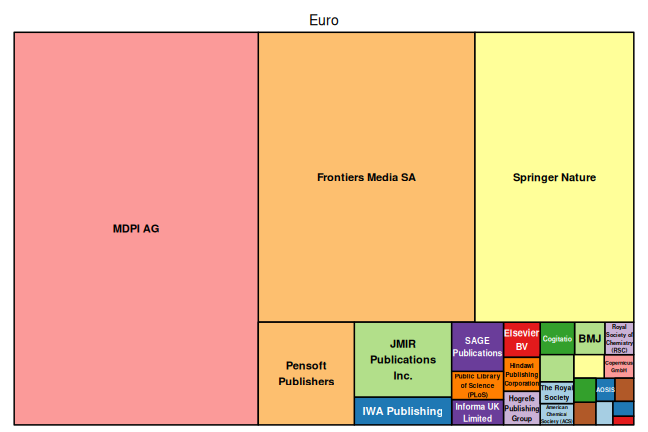 Euro
MDPI AG
Frontiers Media SA
Springer Nature
Pensoft
Publishers
JMIR
Publications
Inc.
IWA Publishing
SAGE
Publications
Public Library
of Science
(PLoS)
Informa UK
Limited
Elsevier
BV
Hindawi
Publishing
Corporation
Hogrefe
Publishing
Group
Cogitatio
The Royal
Society
American
Chemical
Society (ACS)
BMJ
Royal
Society of
Chemistry
(RSC)
Copernicus
GmbH
AOSIS